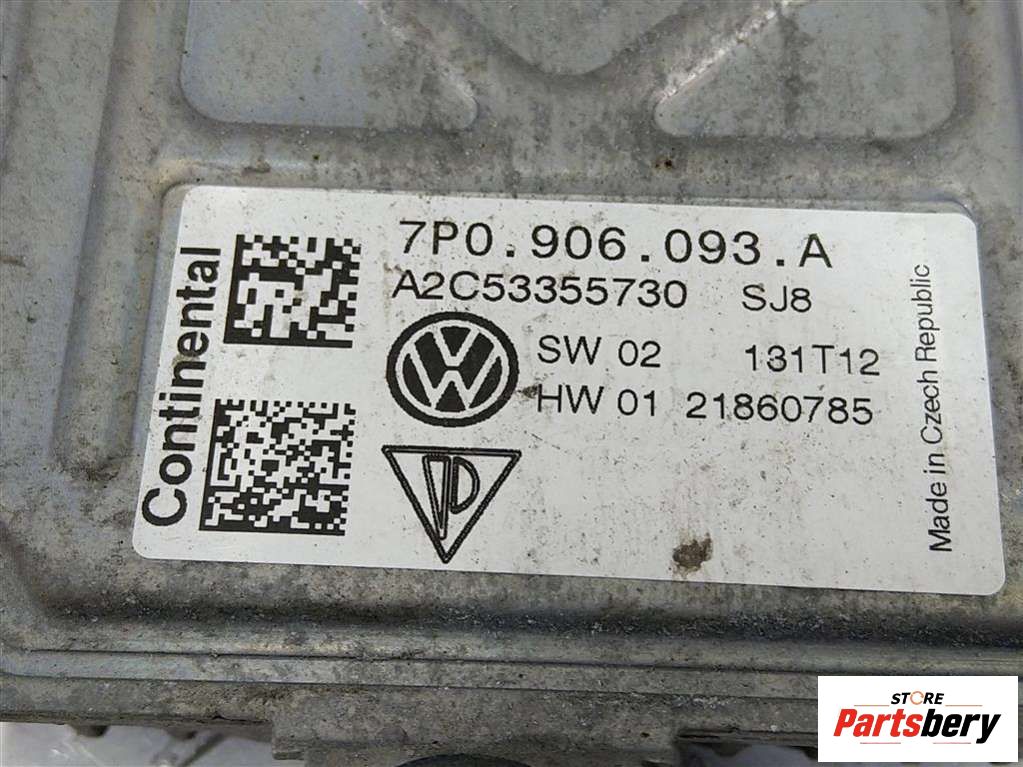 Continental
7P0.906.093.A
A2C53355730 SJ8
SW 02 131T12
HW 01 21860785
Made in Czech Republic
STORE
Partsbery